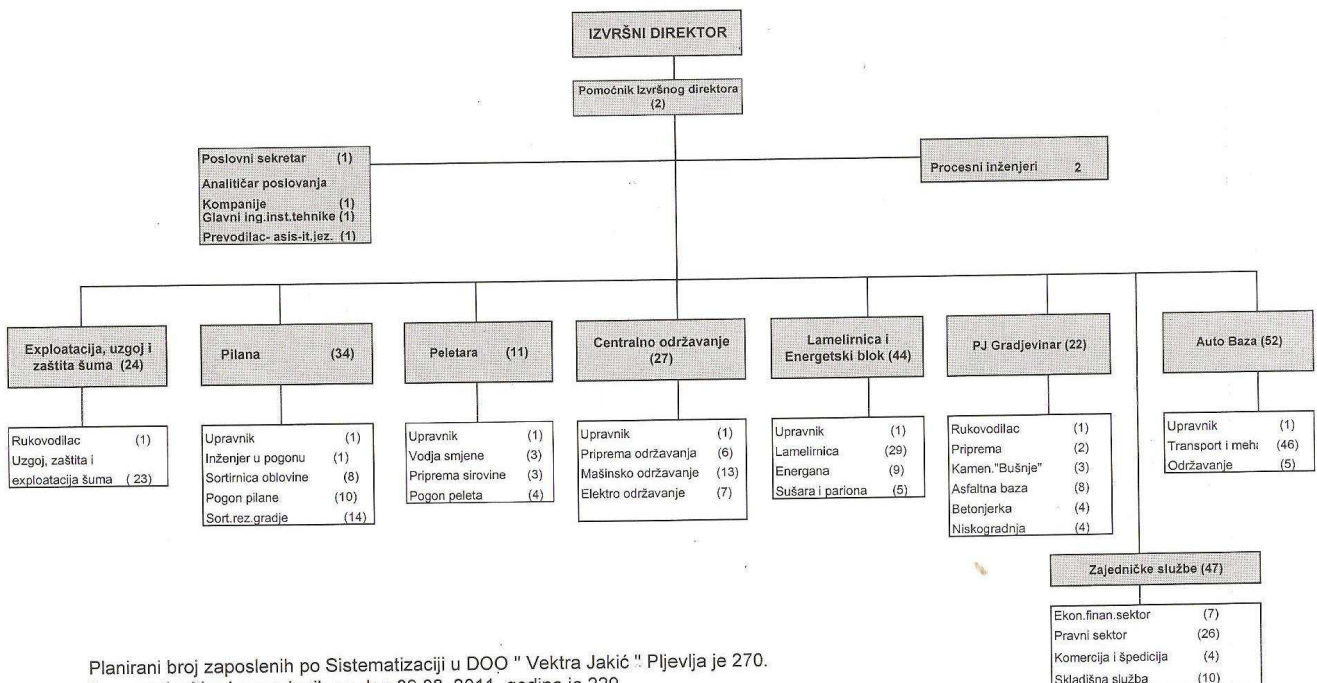 IZVRŠNI DIREKTOR
Pomoćnik Izvršnog direktora
(2)
Poslovni sekretar (1)
Analitičar poslovanja
Kompanije (1)
Glavni ing.inst.tehnike (1)
Prevodilac- asis-it.jez. (1)
Procesni inženjeri 2
Exploatacija, uzgoj i
zaštita šuma (24)
Rukovodilac (1)
Uzgoj, zaštita i
exploatacija šuma ( 23)
Pilana (34)
Upravnik (1)
Inženjer u pogonu (1)
Sortirnica oblovine (8)
Pogon pilane (10)
Sort.rez.gradje (14)
Peletara (11)
Upravnik (1)
Vodja smjene (3)
Priprema sirovine (3)
Pogon peleta (4)
Centralno održavanje
(27)
Upravnik (1)
Priprema održavanja (6)
Mašinsko održavanje (13)
Elektro održavanje (7)
Lamelirnica i
Energetski blok (44)
Upravnik (1)
Lamelirnica (29)
Energana (9)
Sušara i pariona (5)
PJ Gradjevinar (22)
Rukovodilac (1)
Priprema (2)
Kamen."Bušnje" (3)
Asfaltna baza (8)
Betonjerka (4)
Niskogradnja (4)
Auto Baza (52)
Upravnik (1)
Transport i meh (46)
Održavanje (5)
Zajedničke službe (47)
Ekon.finan.sektor (7)
Pravni sektor (26)
Komercija i špedicija (4)
Skladišna služba (10)
Planirani broj zaposlenih po Sistematizaciji u DOO " Vektra Jakić " Pljevlja je 270.